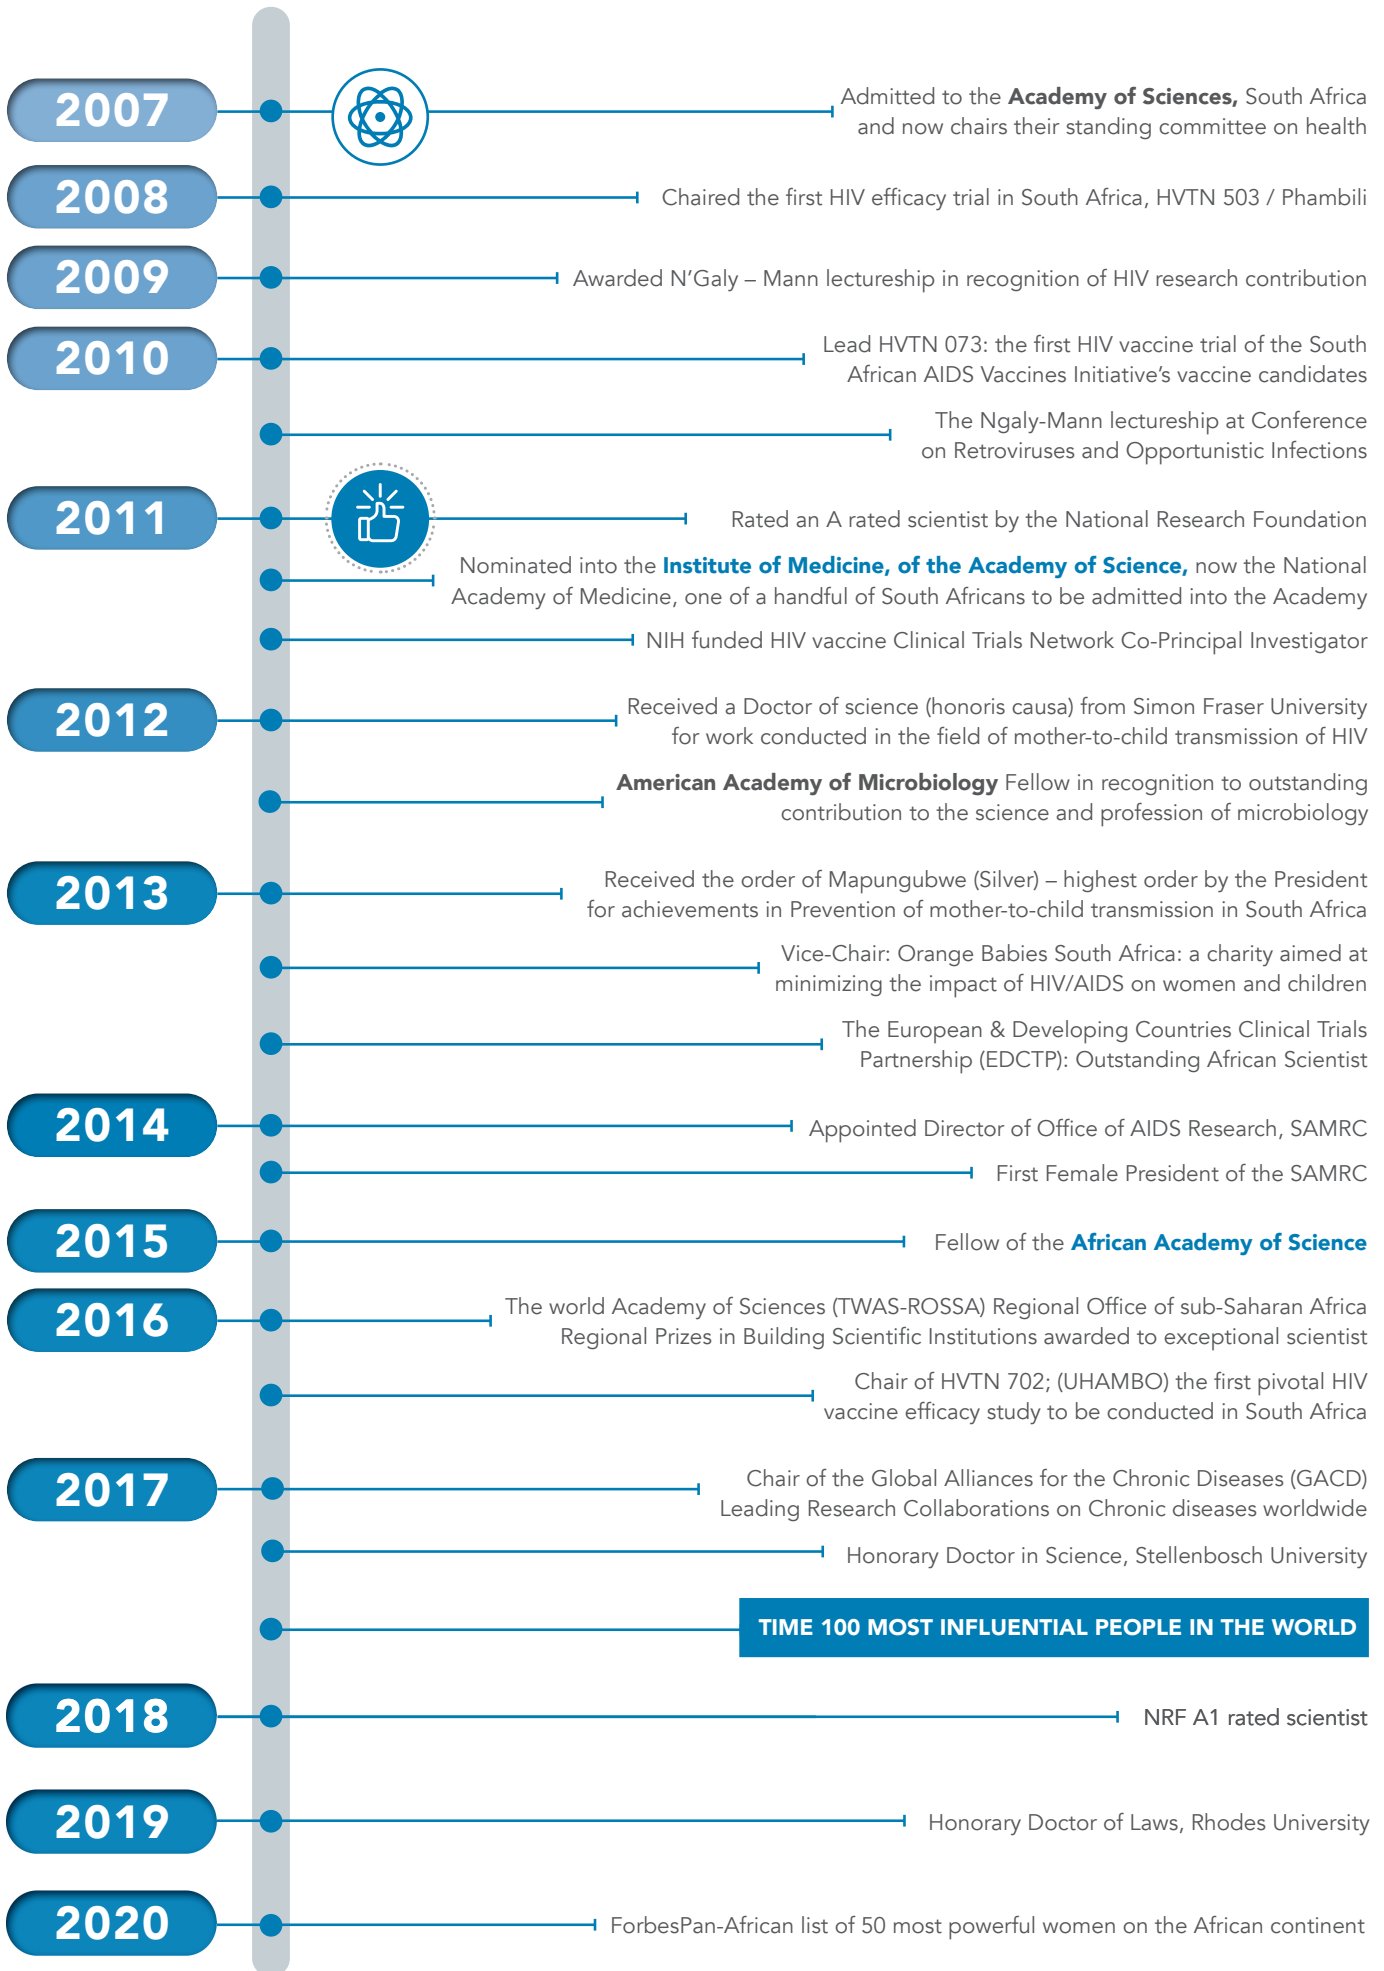 2007
Admitted to the Academy of Sciences, South Africa
and now chairs their standing committee on health
2008
Chaired the first HIV efficacy trial in South Africa, HVTN 503 / Phambili
2009
Awarded N’Galy – Mann lectureship in recognition of HIV research contribution
2010
Lead HVTN 073: the first HIV vaccine trial of the South
African AIDS Vaccines Initiative’s vaccine candidates
The Ngaly-Mann lectureship at Conference
on Retroviruses and Opportunistic Infections
2011
Rated an A rated scientist by the National Research Foundation
Nominated into the Institute of Medicine, of the Academy of Science, now the National
Academy of Medicine, one of a handful of South Africans to be admitted into the Academy
NIH funded HIV vaccine Clinical Trials Network Co-Principal Investigator
2012
Received a Doctor of science (honoris causa) from Simon Fraser University
for work conducted in the field of mother-to-child transmission of HIV
American Academy of Microbiology Fellow in recognition to outstanding
contribution to the science and profession of microbiology
2013
Received the order of Mapungubwe (Silver) – highest order by the President
for achievements in Prevention of mother-to-child transmission in South Africa
Vice-Chair: Orange Babies South Africa: a charity aimed at
minimizing the impact of HIV/AIDS on women and children
The European & Developing Countries Clinical Trials
Partnership (EDCTP): Outstanding African Scientist
2014
Appointed Director of Office of AIDS Research, SAMRC
First Female President of the SAMRC
2015
Fellow of the African Academy of Science
2016
The world Academy of Sciences (TWAS-ROSSA) Regional Office of sub-Saharan Africa
Regional Prizes in Building Scientific Institutions awarded to exceptional scientist
Chair of HVTN 702; (UHAMBO) the first pivotal HIV
vaccine efficacy study to be conducted in South Africa
2017
Chair of the Global Alliances for the Chronic Diseases (GACD)
Leading Research Collaborations on Chronic diseases worldwide
Honorary Doctor in Science, Stellenbosch University
TIME 100 MOST INFLUENTIAL PEOPLE IN THE WORLD
2018
NRF A1 rated scientist
2019
Honorary Doctor of Laws, Rhodes University
2020
ForbesPan-African list of 50 most powerful women on the African continent